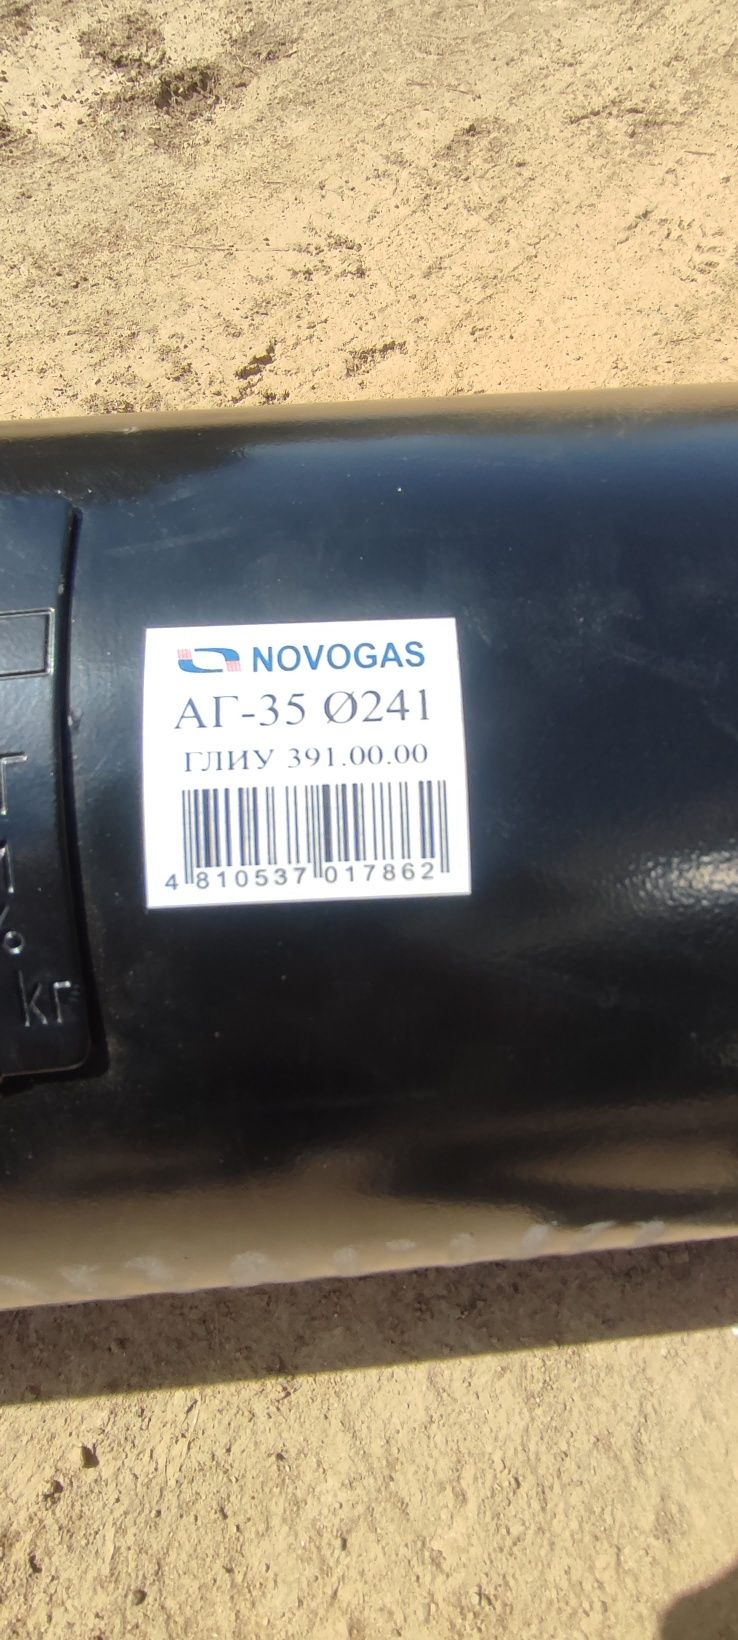 NOVOGAS
АГ-35 Ø241
ГЛИУ 391.00.00
4 810537 017862
кг